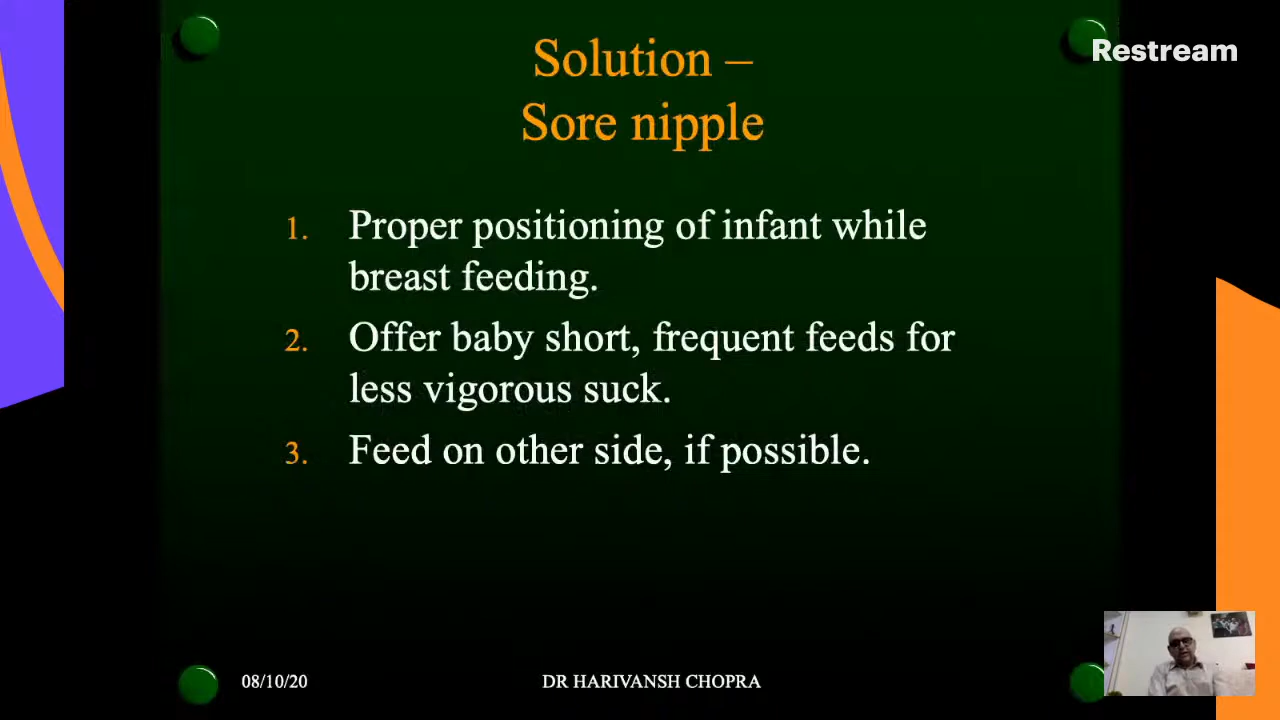 Restream
Solution –
Sore nipple
1. Proper positioning of infant while
breast feeding.
2. Offer baby short, frequent feeds for
less vigorous suck.
3. Feed on other side, if possible.
08/10/20
DR HARIVANSH CHOPRA